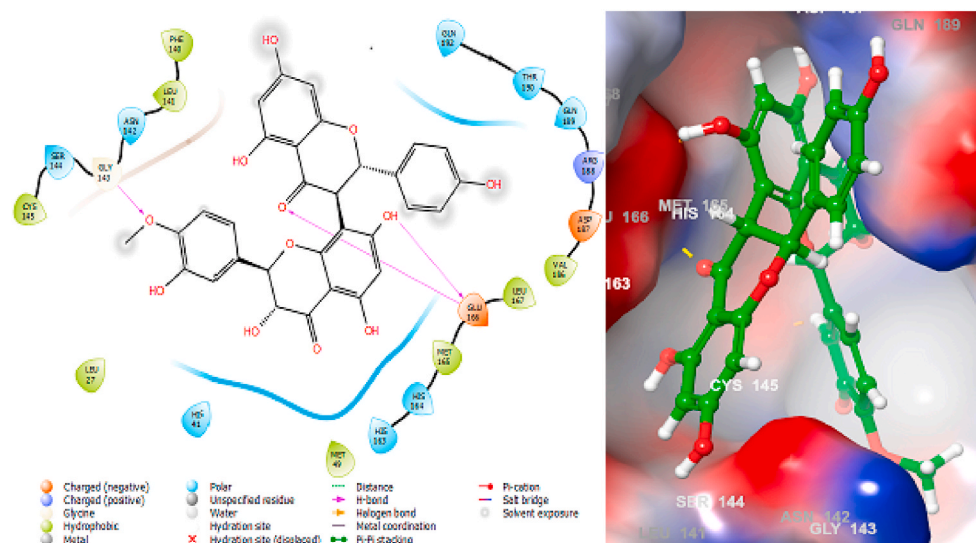 PHE
140
LEU
141
ASN
142
SER
144
GLY
143
CYS
145
HO
O
OH
HO
O
O
OH
OH
O
O
HO
HO
O
OH
GLN
192
THR
190
GLN
189
ARG
188
ASP
187
VAL
186
LEU
167
GLU
166
MET
165
HIS
164
HIS
163
LEU
27
HIS
41
MET
49
Charged (negative)
Charged (positive)
Glycine
Hydrophobic
Metal
Polar
Unspecified residue
Water
Hydration site
Hydration site (displaced)
Distance
H-bond
Halogen bond
Metal coordination
Pi-Pi stacking
Pi-cation
Salt bridge
Solvent exposure
GLN 189
MET 165
166
HIS 164
163
CYS 145
SER 144
ASN 142
GLY 143
LEU 141